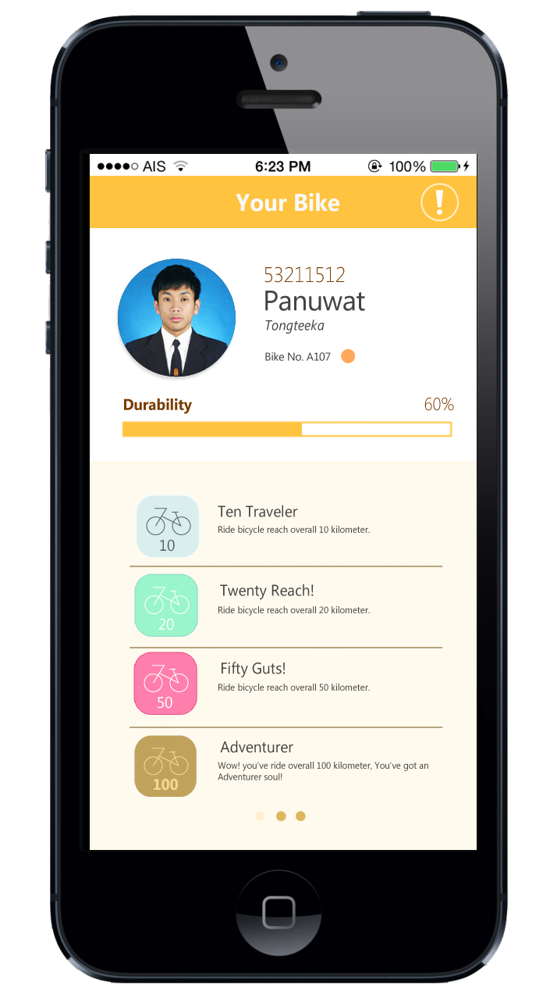 AIS 6:23 PM 100%
Your Bike !
53211512
Panuwat
Tongteeka
Bike No. A107
Durability 60%
10
Ten Traveler
Ride bicycle reach overall 10 kilometer.
20
Twenty Reach!
Ride bicycle reach overall 20 kilometer.
50
Fifty Guts!
Ride bicycle reach overall 50 kilometer.
100
Adventurer
Wow! you've ride overall 100 kilometer, You've got an
Adventurer soul!